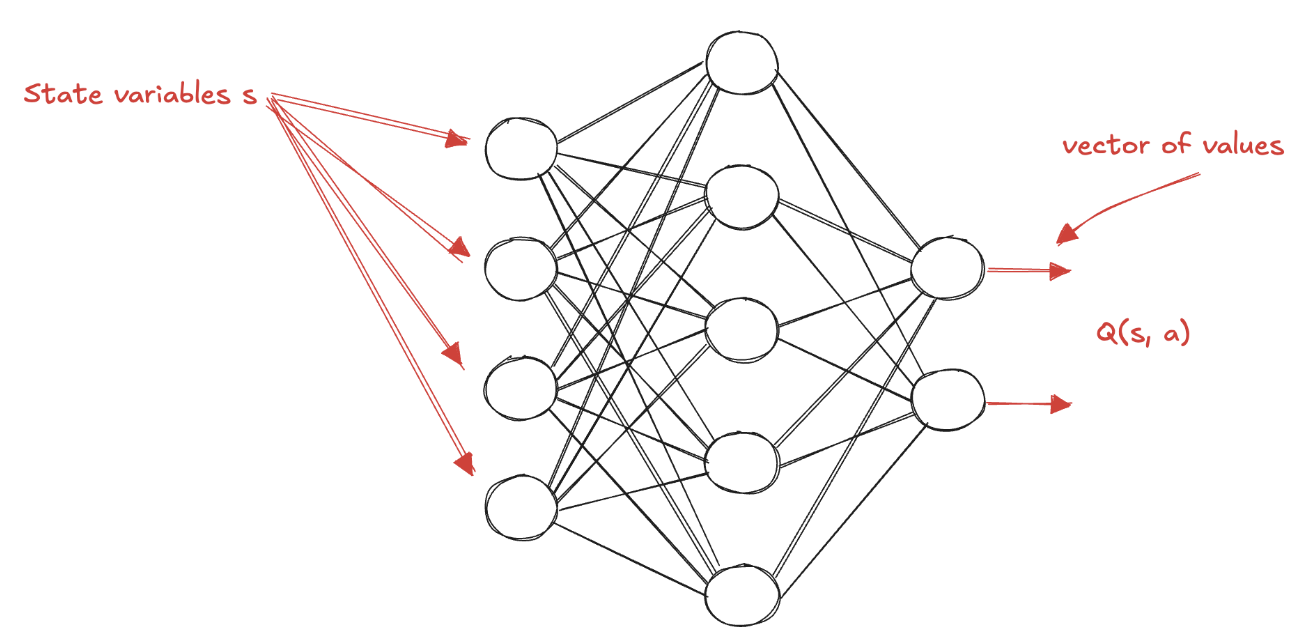 State variables s
vector of values
Q(s, a)